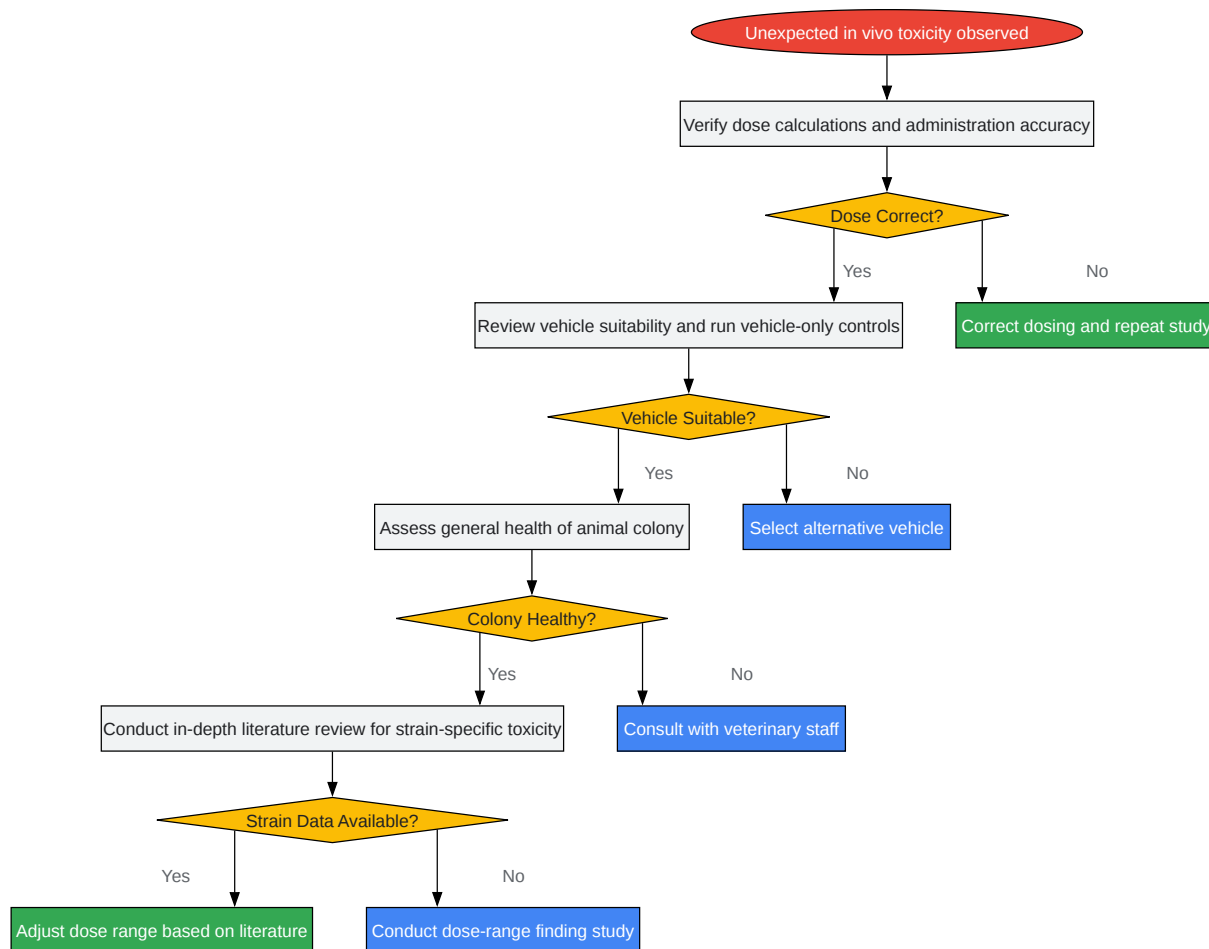 Unexpected in vivo toxicity observed
Verify dose calculations and administration accuracy
Dose Correct?
Yes
No
Review vehicle suitability and run vehicle-only controls
Correct dosing and repeat study
Vehicle Suitable?
Yes
No
Assess general health of animal colony
Select alternative vehicle
Colony Healthy?
Yes
No
Conduct in-depth literature review for strain-specific toxicity
Consult with veterinary staff
Strain Data Available?
Yes
No
Adjust dose range based on literature
Conduct dose-range finding study